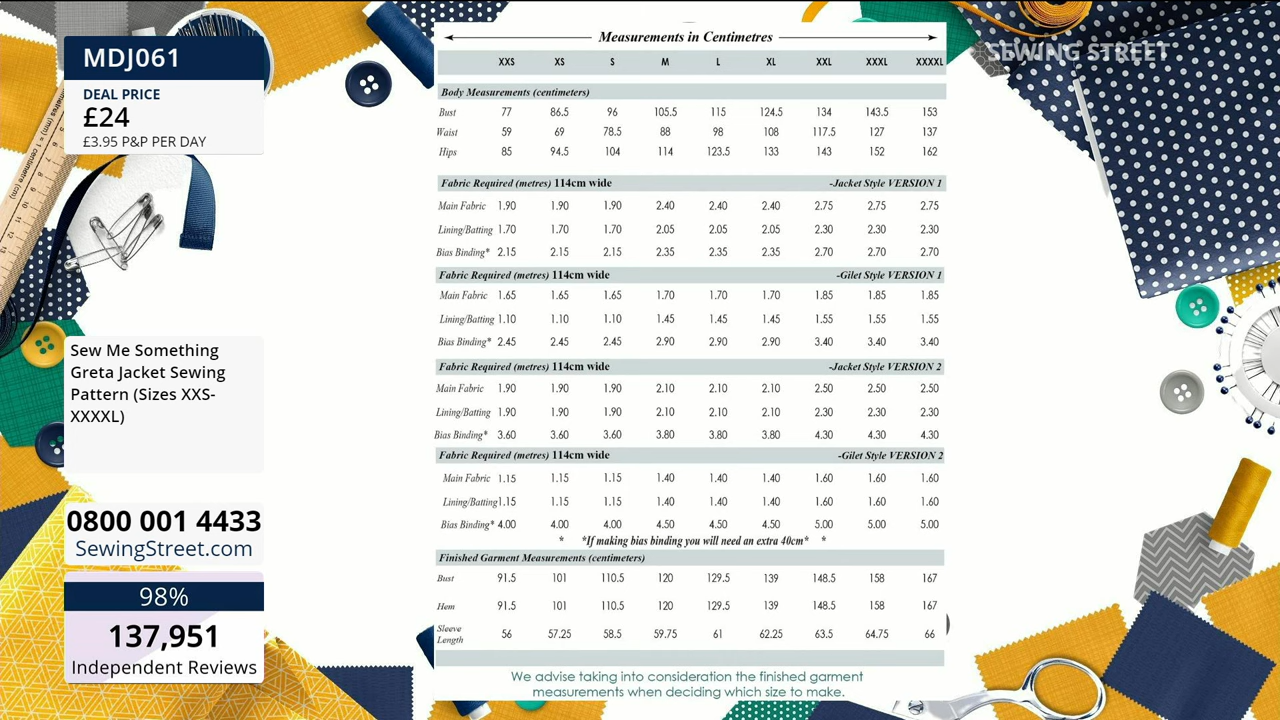 MDJ061
DEAL PRICE
£24
£3.95 P&P PER DAY
Sew Me Something
Greta Jacket Sewing
Pattern (Sizes XXS-
XXXXL)
0800 001 4433
SewingStreet.com
98%
137,951
Independent Reviews
SEWING STREET
Measurements in Centimetres
XXS XS S M L XL XXL XXXL XXXXL
Body Measurements (centimeters)
Bust 77 86.5 96 105.5 115 124.5 134 143.5 153
Waist 59 69 78.5 88 98 108 117.5 127 137
Hips 85 94.5 104 114 123.5 133 143 152 162
Fabric Required (metres) 114cm wide -Jacket Style VERSION 1
Main Fabric 1.90 1.90 1.90 2.40 2.40 2.40 2.75 2.75 2.75
Lining/Batting 1.70 1.70 1.70 2.05 2.05 2.05 2.30 2.30 2.30
Bias Binding* 2.15 2.15 2.15 2.35 2.35 2.35 2.70 2.70 2.70
Fabric Required (metres) 114cm wide -Gilet Style VERSION 1
Main Fabric 1.65 1.65 1.65 1.70 1.70 1.70 1.85 1.85 1.85
Lining/Batting 1.10 1.10 1.10 1.45 1.45 1.45 1.55 1.55 1.55
Bias Binding* 2.45 2.45 2.45 2.90 2.90 2.90 3.40 3.40 3.40
Fabric Required (metres) 114cm wide -Jacket Style VERSION 2
Main Fabric 1.90 1.90 1.90 2.10 2.10 2.10 2.50 2.50 2.50
Lining/Batting 1.90 1.90 1.90 2.10 2.10 2.10 2.30 2.30 2.30
Bias Binding* 3.60 3.60 3.60 3.80 3.80 3.80 4.30 4.30 4.30
Fabric Required (metres) 114cm wide -Gilet Style VERSION 2
Main Fabric 1.15 1.15 1.15 1.40 1.40 1.40 1.60 1.60 1.60
Lining/Batting 1.15 1.15 1.15 1.40 1.40 1.40 1.60 1.60 1.60
Bias Binding* 4.00 4.00 4.00 4.50 4.50 4.50 5.00 5.00 5.00
* *If making bias binding you will need an extra 40cm* *
Finished Garment Measurements (centimeters)
Bust 91.5 101 110.5 120 129.5 139 148.5 158 167
Hem 91.5 101 110.5 120 129.5 139 148.5 158 167
Sleeve
Length 56 57.25 58.5 59.75 61 62.25 63.5 64.75 66
We advise taking into consideration the finished garment
measurements when deciding which size to make.